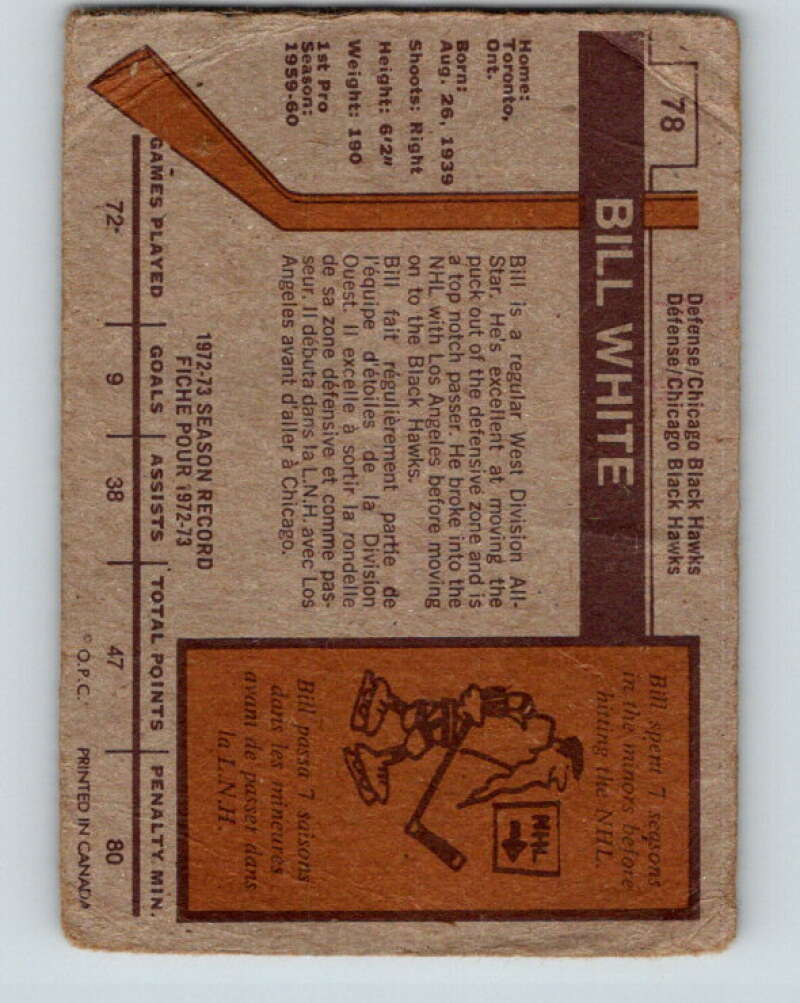 78
Defense/Chicago Black Hawks
Défense/Chicago Black Hawks
BILL WHITE
Home:
Toronto,
Ont.
Born:
Aug. 26, 1939
Shoots: Right
Height: 6'2"
Weight: 190
1st Pro
Season:
1959-60
Bill is a regular West Division All-
Star. He's excellent at moving the
puck out of the defensive zone and is
a top notch passer. He broke into the
NHL with Los Angeles before moving
on to the Black Hawks.
Bill fait régulièrement partie de
l'équipe d'étoiles de la Division
Ouest. Il excelle à sortir la rondelle
de sa zone défensive et comme pas-
seur. Il débuta dans la L.N.H. avec Los
Angeles avant d'aller à Chicago.
Bill spent 7 seasons
in the minors before
hitting the NHL.
NHL
Bill passa 7 saisons
dans les mineures
avant de passer dans
la L.N.H.
1972-73 SEASON RECORD
FICHE POUR 1972-73
GAMES PLAYED GOALS ASSISTS TOTAL POINTS PENALTY MIN.
72 9 38 47 80
© O.P.C. PRINTED IN CANADA